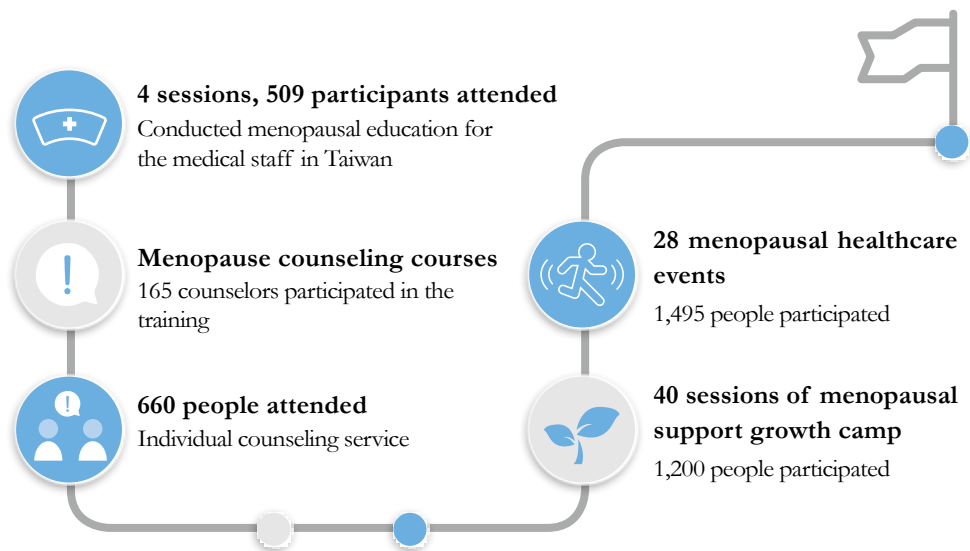 4 sessions, 509 participants attended
Conducted menopausal education for
the medical staff in Taiwan
Menopause counseling courses
165 counselors participated in the
training
660 people attended
Individual counseling service
28 menopausal healthcare
events
1,495 people participated
40 sessions of menopausal
support growth camp
1,200 people participated